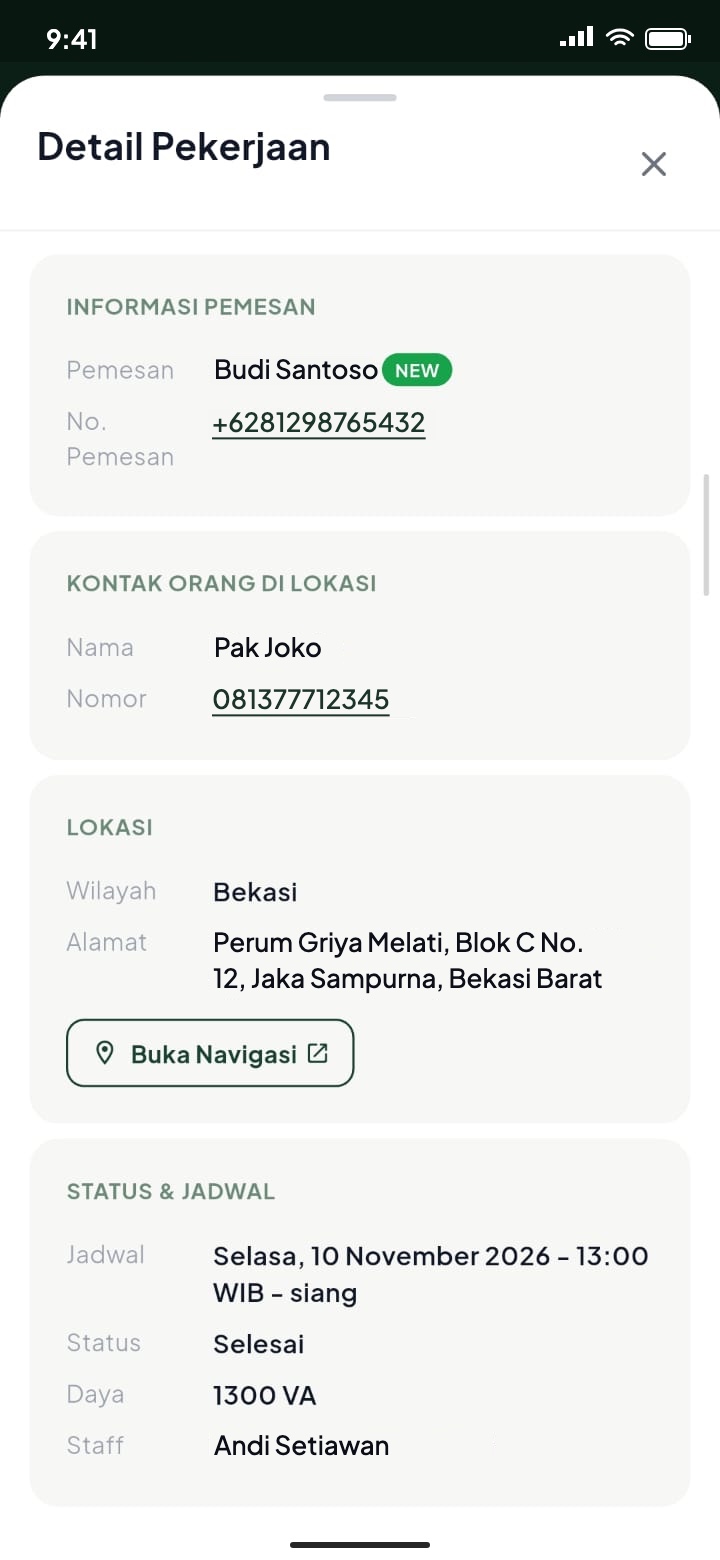 9:41
Detail Pekerjaan
INFORMASI PEMESAN
Pemesan Budi Santoso NEW
No. Pemesan +6281298765432
KONTAK ORANG DI LOKASI
Nama Pak Joko
Nomor 081377712345
LOKASI
Wilayah Bekasi
Alamat Perum Griya Melati, Blok C No.
12, Jaka Sampurna, Bekasi Barat
Buka Navigasi
STATUS & JADWAL
Jadwal Selasa, 10 November 2026 – 13:00
WIB – siang
Status Selesai
Daya 1300 VA
Staff Andi Setiawan